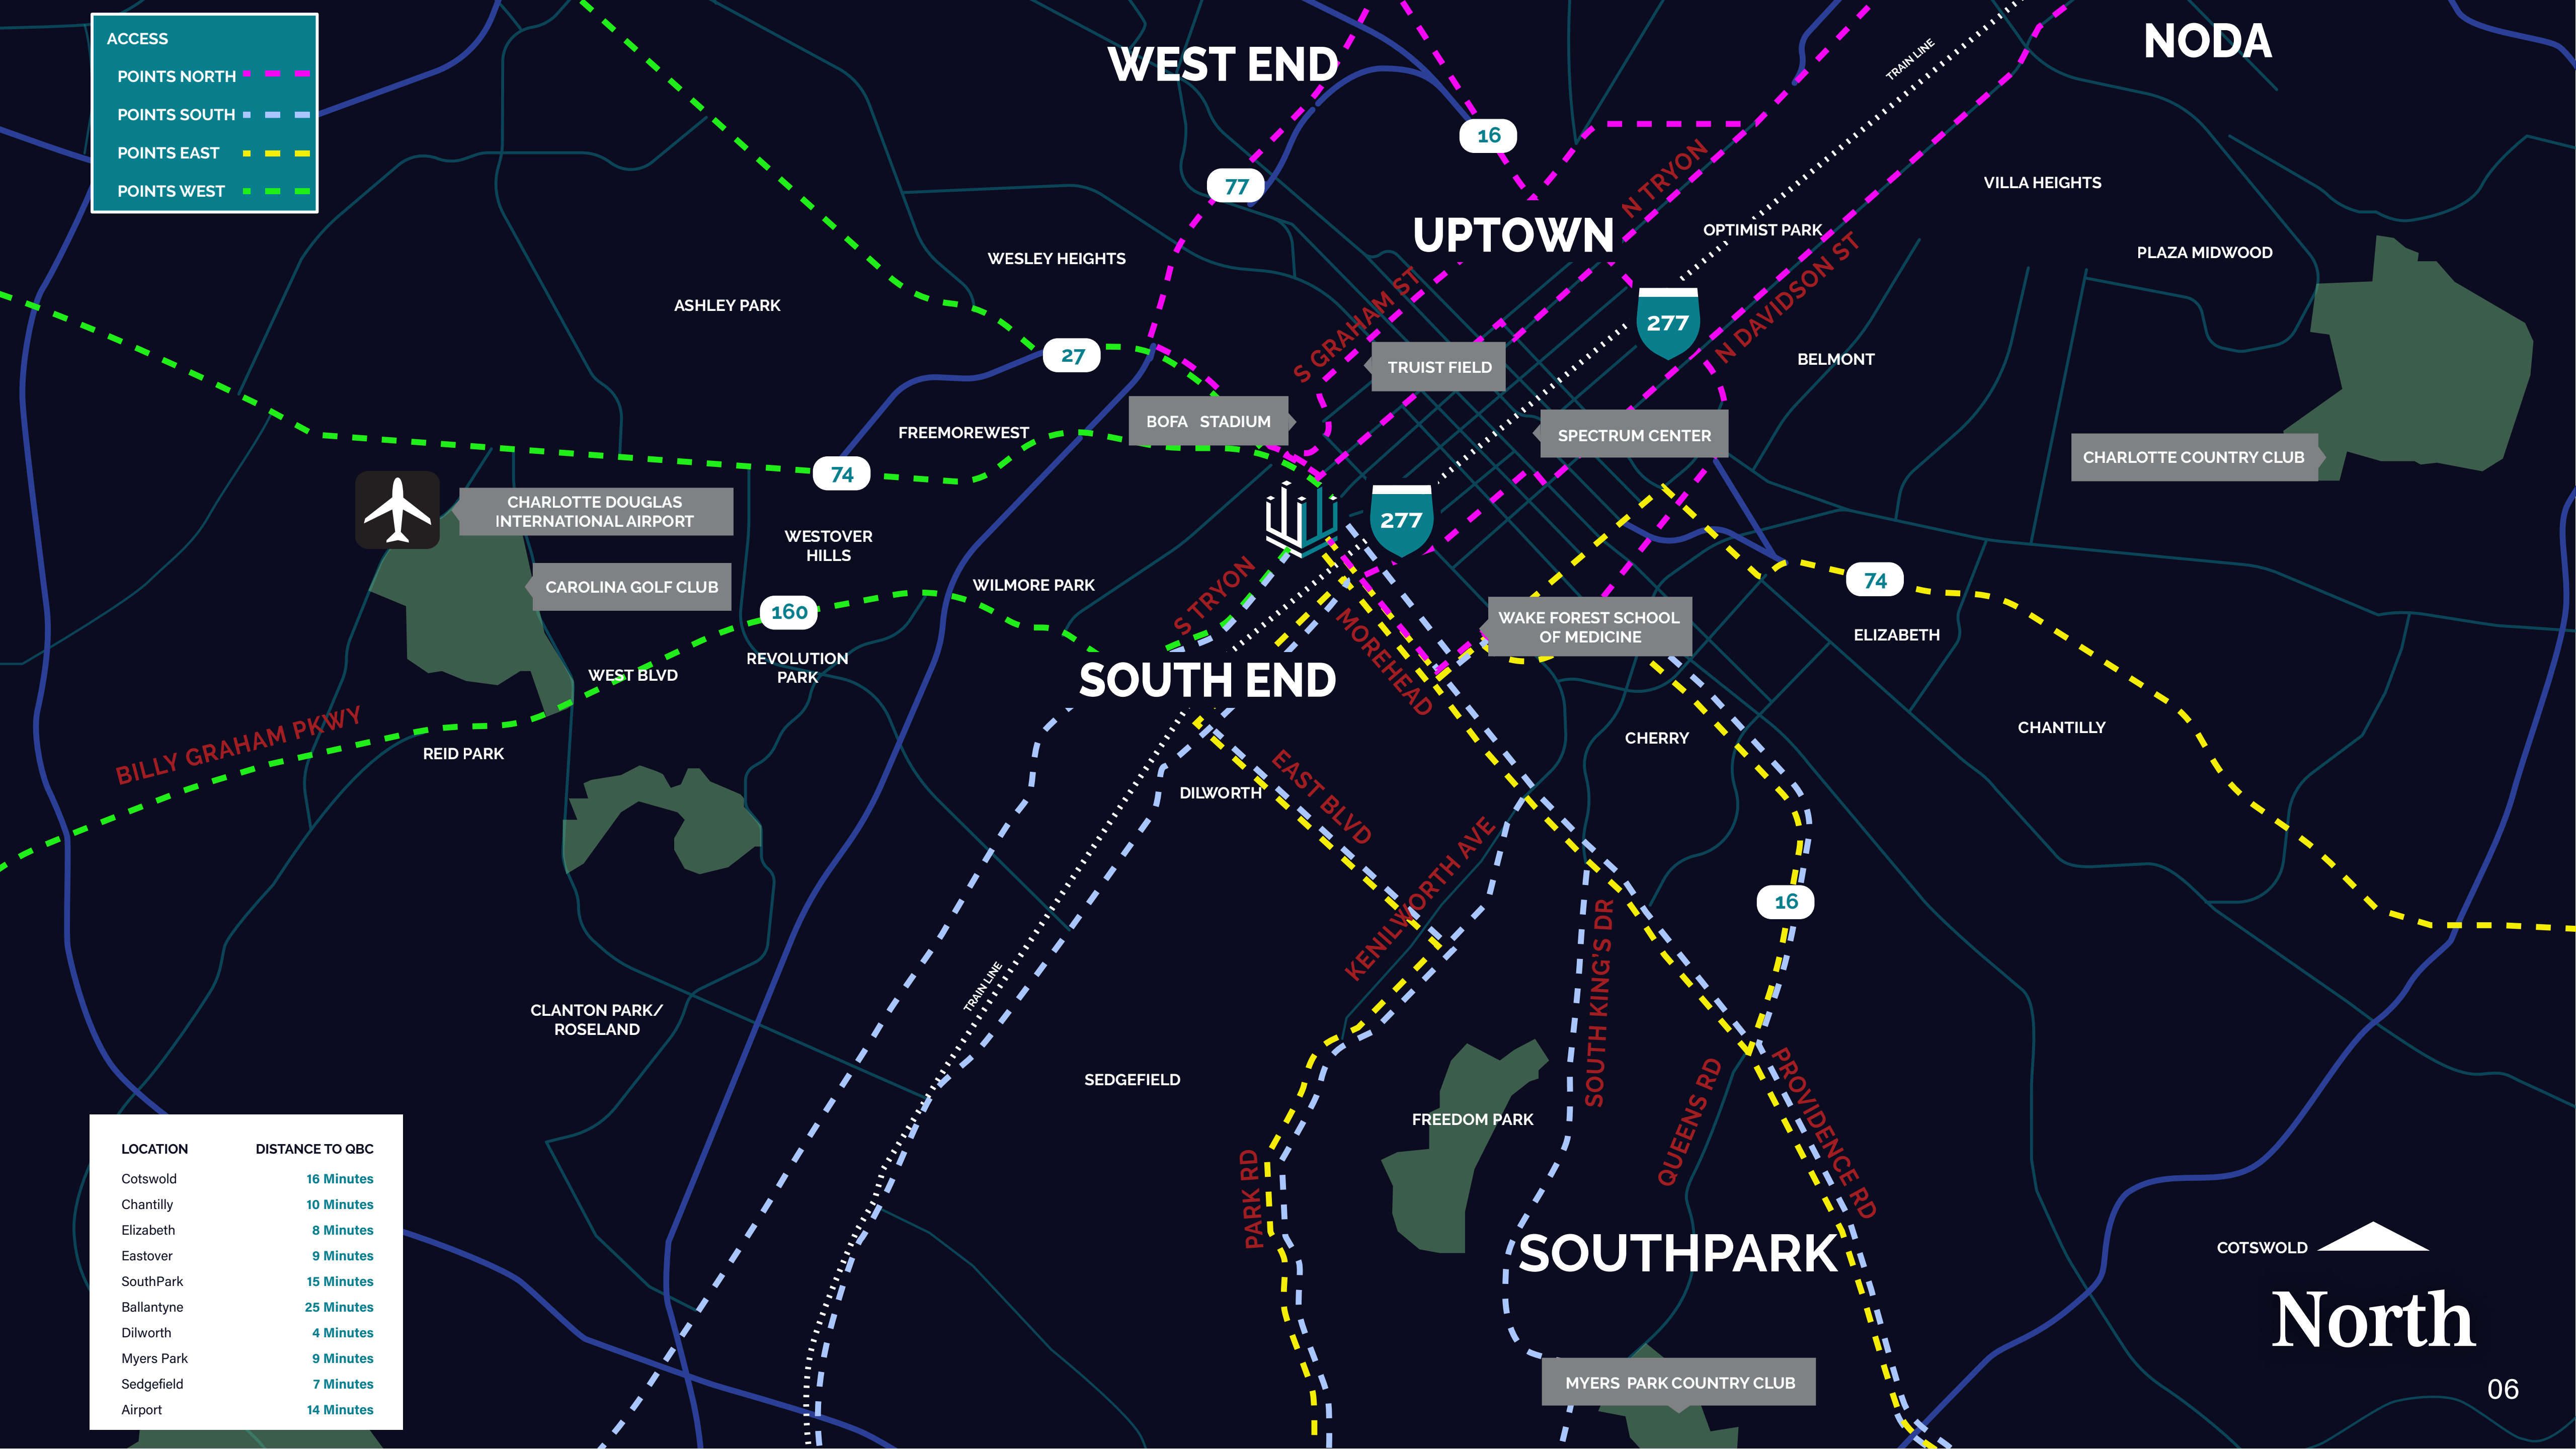 ACCESS
POINTS NORTH
POINTS SOUTH
POINTS EAST
POINTS WEST
WEST END
NODA
TRAIN LINE
16
77
N TRYON
VILLA HEIGHTS
UPTOWN
OPTIMIST PARK
PLAZA MIDWOOD
WESLEY HEIGHTS
ASHLEY PARK
S GRAHAM ST
N DAVIDSON ST
277
27
TRUIST FIELD
BELMONT
BOFA STADIUM
FREEMOREWEST
SPECTRUM CENTER
CHARLOTTE COUNTRY CLUB
74
CHARLOTTE DOUGLAS
INTERNATIONAL AIRPORT
277
WESTOVER
HILLS
CAROLINA GOLF CLUB
WILMORE PARK
74
160
S TRYON
MOREHEAD
WAKE FOREST SCHOOL
OF MEDICINE
ELIZABETH
REVOLUTION
PARK
WEST BLVD
SOUTH END
BILLY GRAHAM PKWY
REID PARK
CHERRY
CHANTILLY
DILWORTH
EAST BLVD
KENILWORTH AVE
16
SOUTH KING'S DR
TRAIN LINE
CLANTON PARK/
ROSELAND
SEDGEFIELD
FREEDOM PARK
QUEENS RD
PROVIDENCE RD
PARK RD
SOUTHPARK
COTSWOLD
North
MYERS PARK COUNTRY CLUB
06
LOCATION DISTANCE TO QBC
Cotswold 16 Minutes
Chantilly 10 Minutes
Elizabeth 8 Minutes
Eastover 9 Minutes
SouthPark 15 Minutes
Ballantyne 25 Minutes
Dilworth 4 Minutes
Myers Park 9 Minutes
Sedgefield 7 Minutes
Airport 14 Minutes